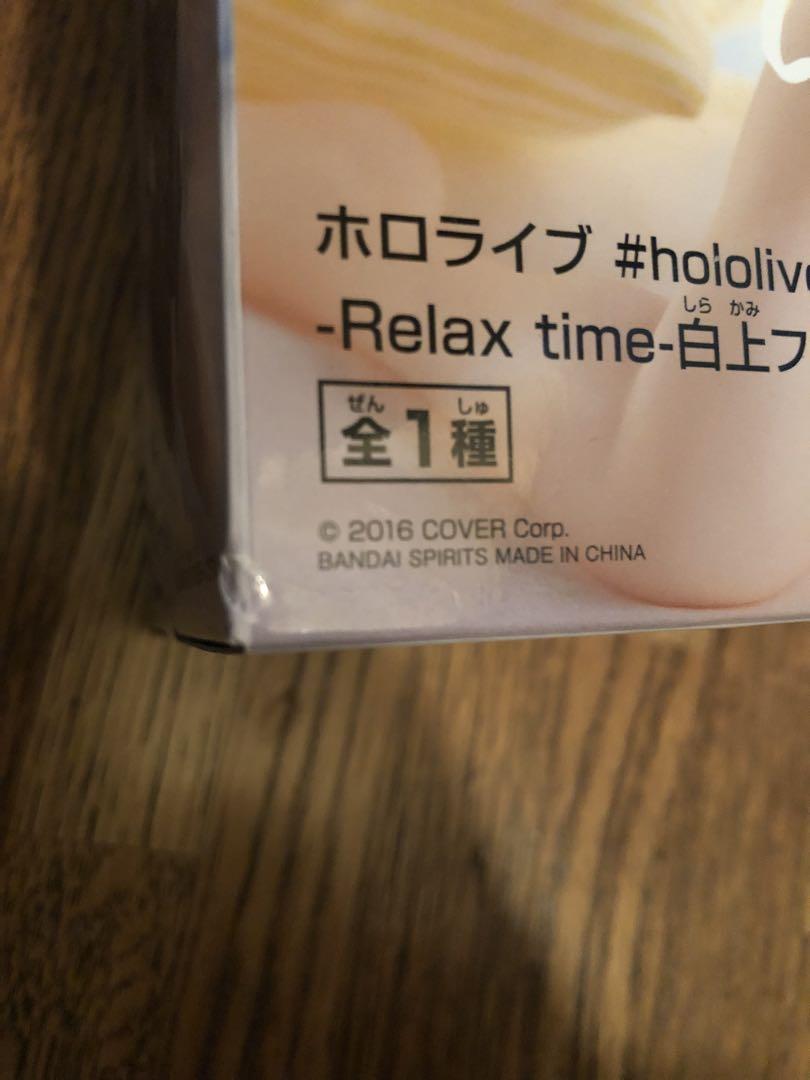 ホロライブ #hololive
しら かみ
-Relax time-白上フ
ぜん しゅ
全1種
© 2016 COVER Corp.
BANDAI SPIRITS MADE IN CHINA